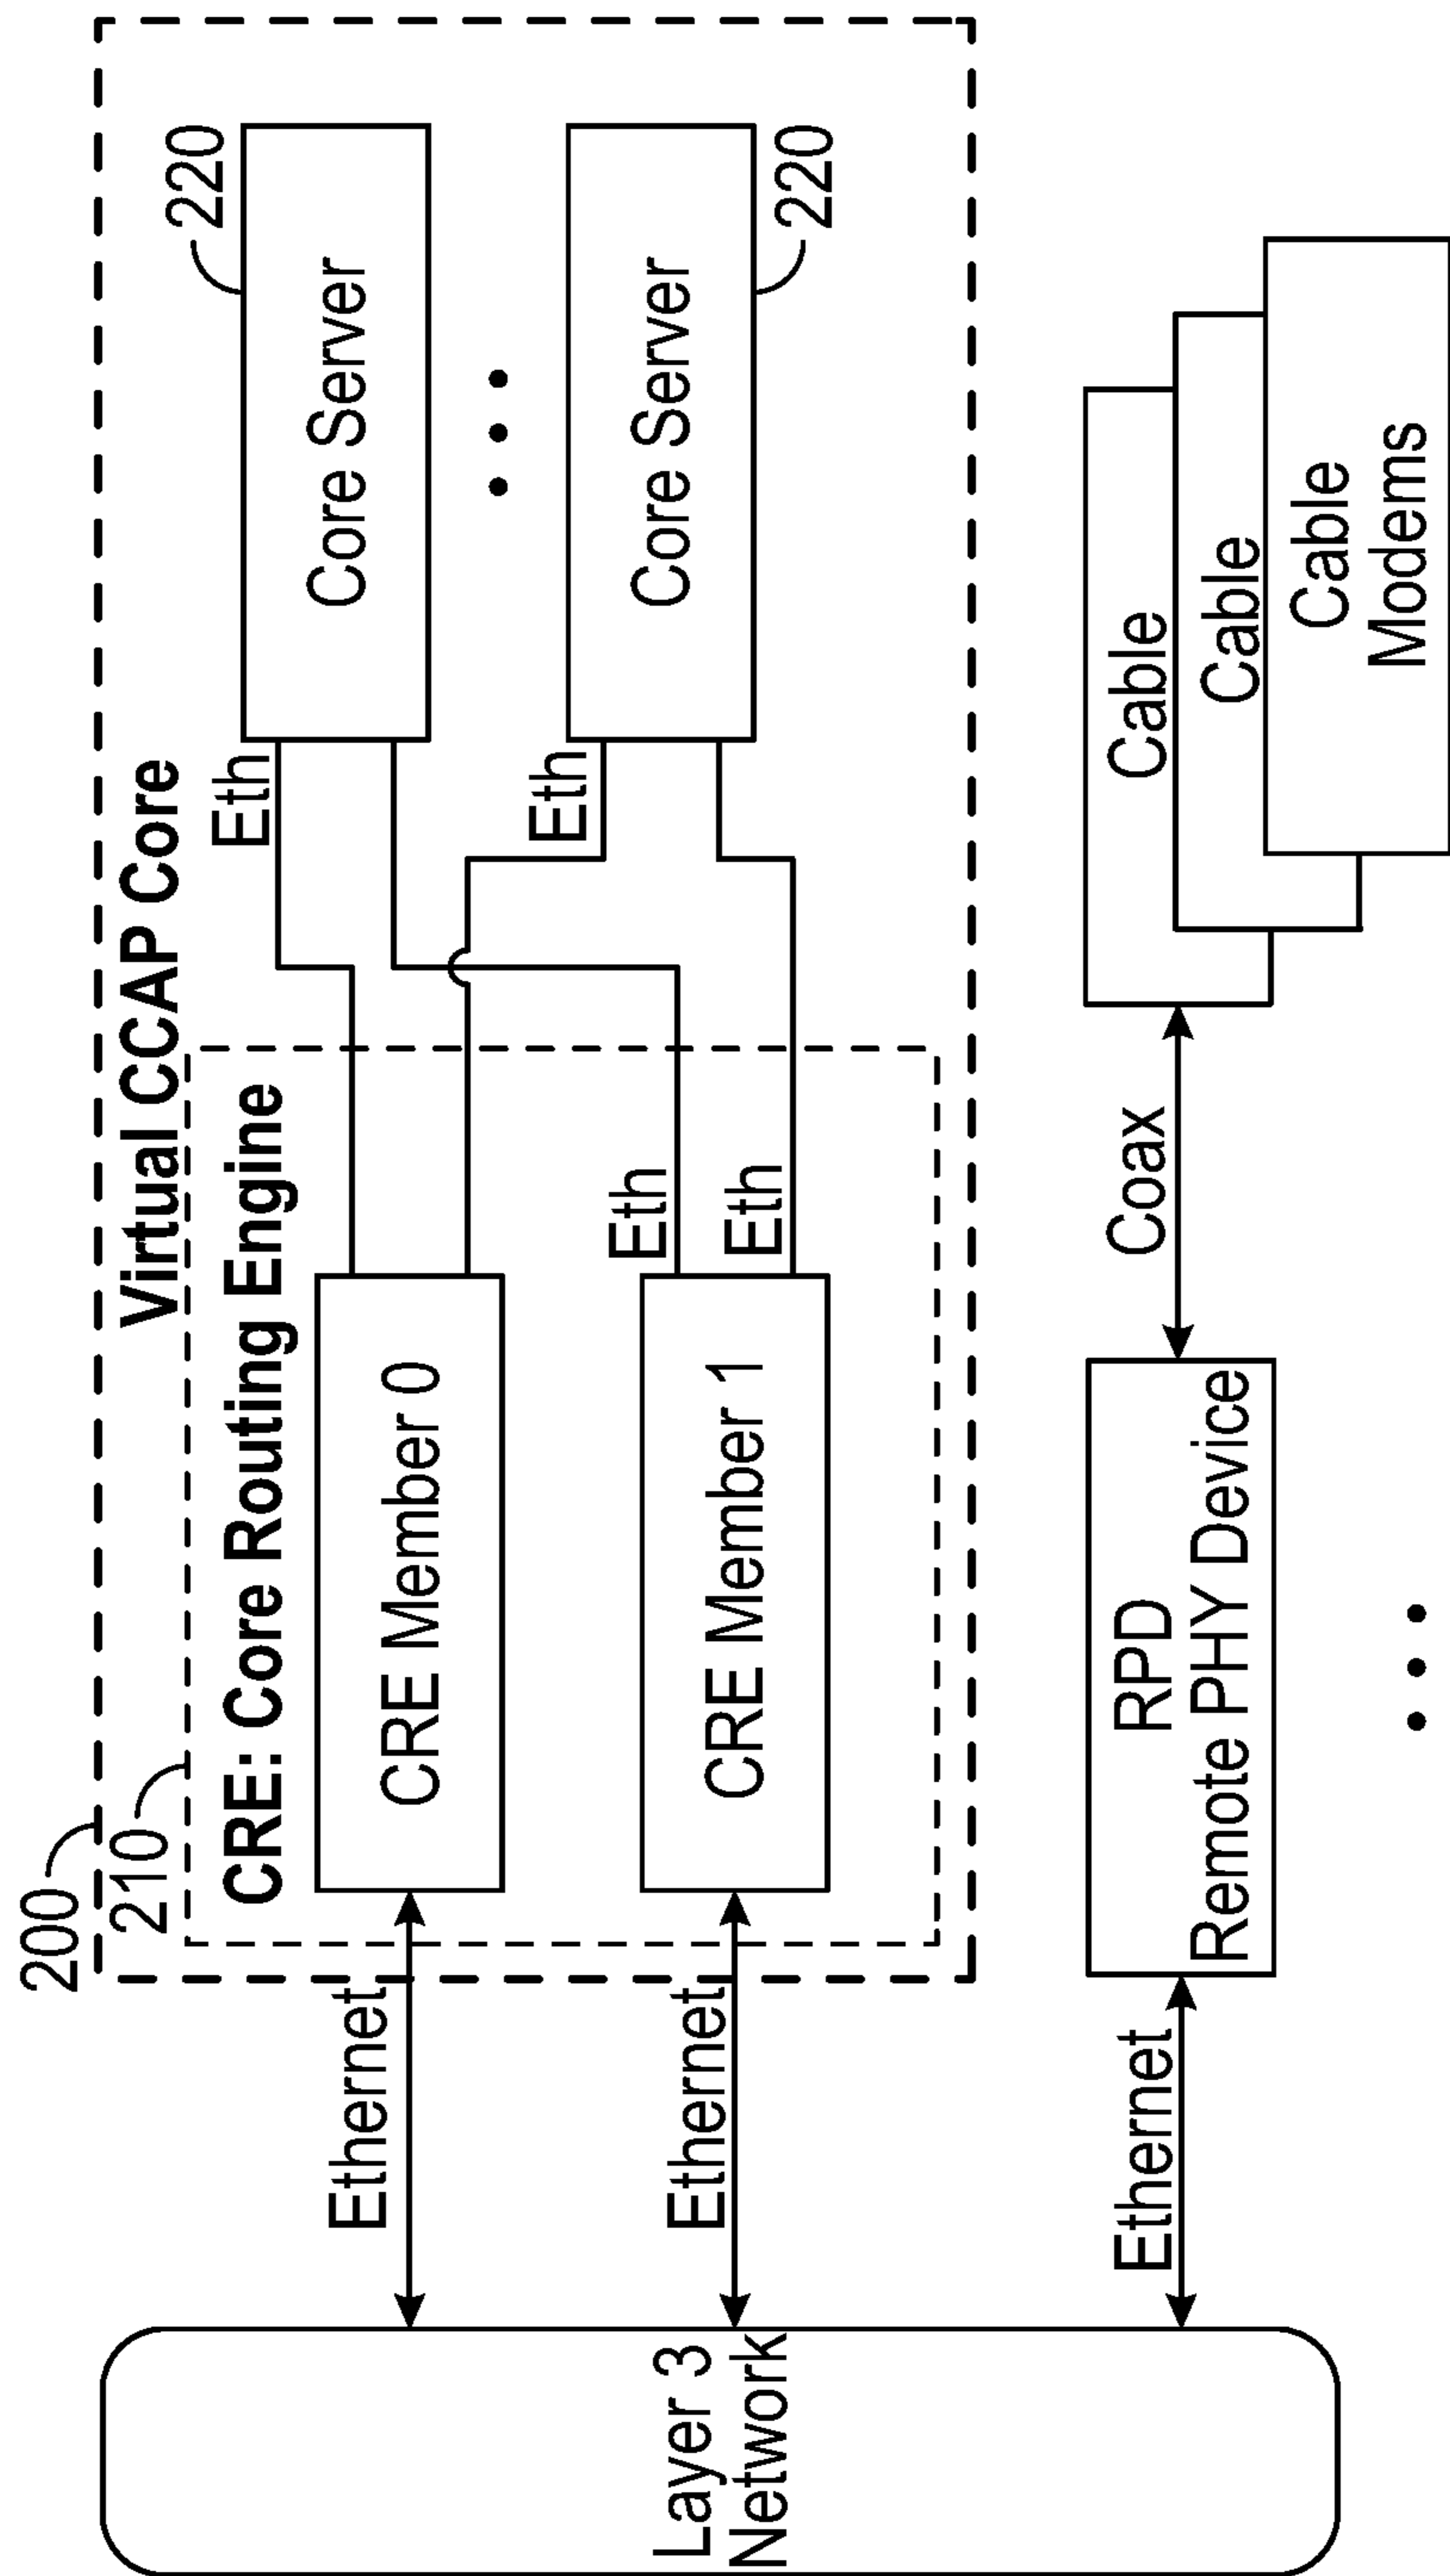 200
210
Virtual CCAP Core
CRE: Core Routing Engine
220
Core Server
Eth
CRE Member 0
Ethernet
Eth
Core Server
220
Eth
Eth
CRE Member 1
Ethernet
Layer 3
Network
Ethernet
RPD
Remote PHY Device
Coax
Cable
Cable
Cable
Modems